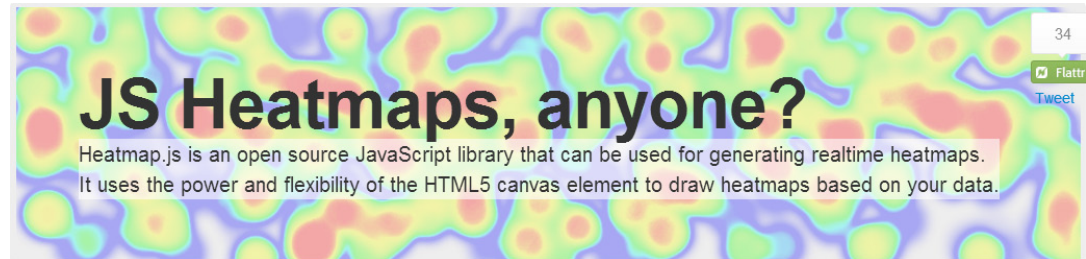 34
Flattr
Tweet
JS Heatmaps, anyone?
Heatmap.js is an open source JavaScript library that can be used for generating realtime heatmaps.
It uses the power and flexibility of the HTML5 canvas element to draw heatmaps based on your data.